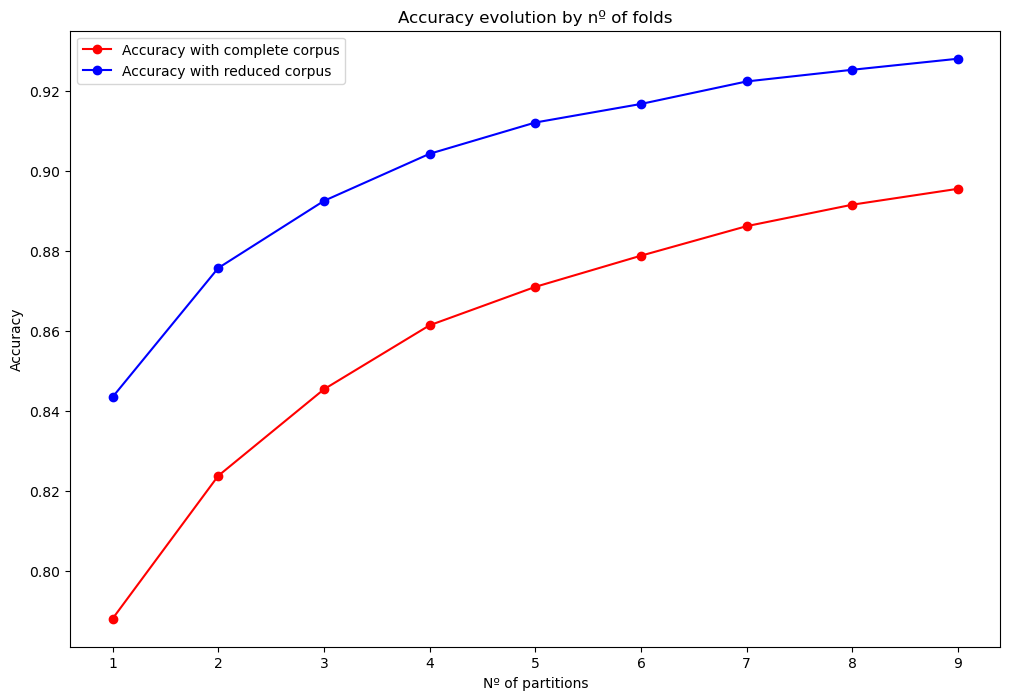 Accuracy evolution by nº of folds
Accuracy with complete corpus
Accuracy with reduced corpus
Accuracy
0.92
0.90
0.88
0.86
0.84
0.82
0.80
1 2 3 4 5 6 7 8 9
Nº of partitions